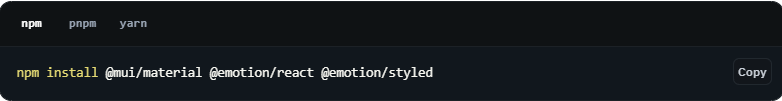 npm pnpm yarn
npm install @mui/material @emotion/react @emotion/styled
Copy